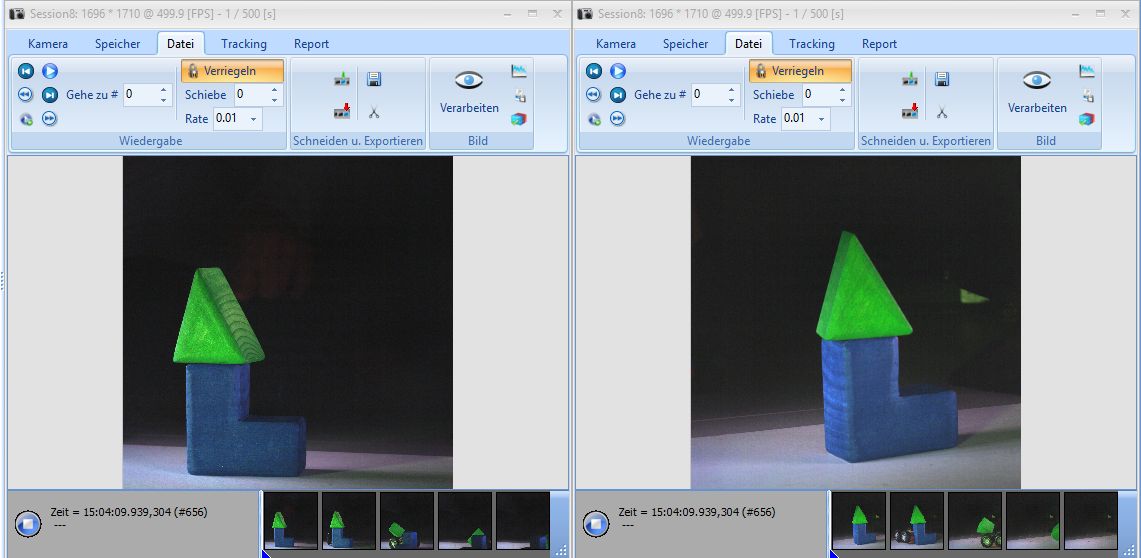 Session8: 1696 * 1710 @ 499.9 [FPS] - 1 / 500 [s]
Kamera Speicher Datei Tracking Report
Verriegeln
Gehe zu # 0 Schiebe 0
Verarbeiten
Rate 0.01
Wiedergabe Schneiden u. Exportieren Bild
Zeit = 15:04:09.939,304 (#656)
---
Session8: 1696 * 1710 @ 499.9 [FPS] - 1 / 500 [s]
Kamera Speicher Datei Tracking Report
Verriegeln
Gehe zu # 0 Schiebe 0
Verarbeiten
Rate 0.01
Wiedergabe Schneiden u. Exportieren Bild
Zeit = 15:04:09.939,304 (#656)
---